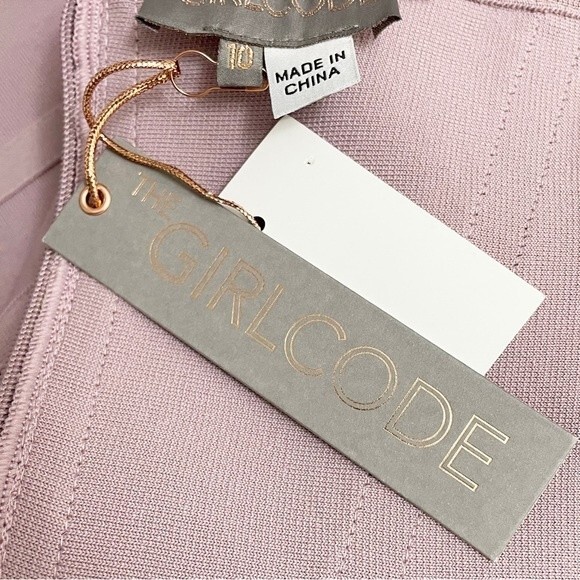 GIRLCODE
10
MADE IN
CHINA
THE
GIRLCODE